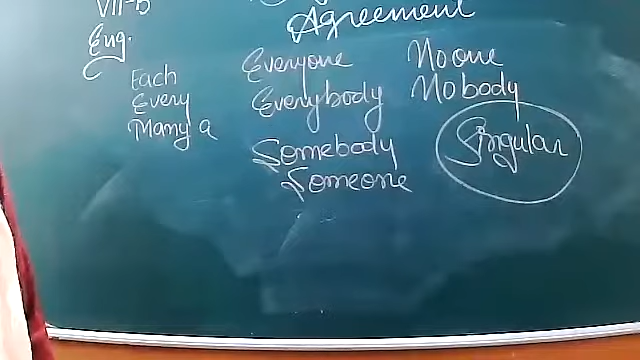 VII-b
Agreement
Eng.
Each
Every
Many a
Everyone
Everybody
Somebody
Someone
No one
Nobody
Singular